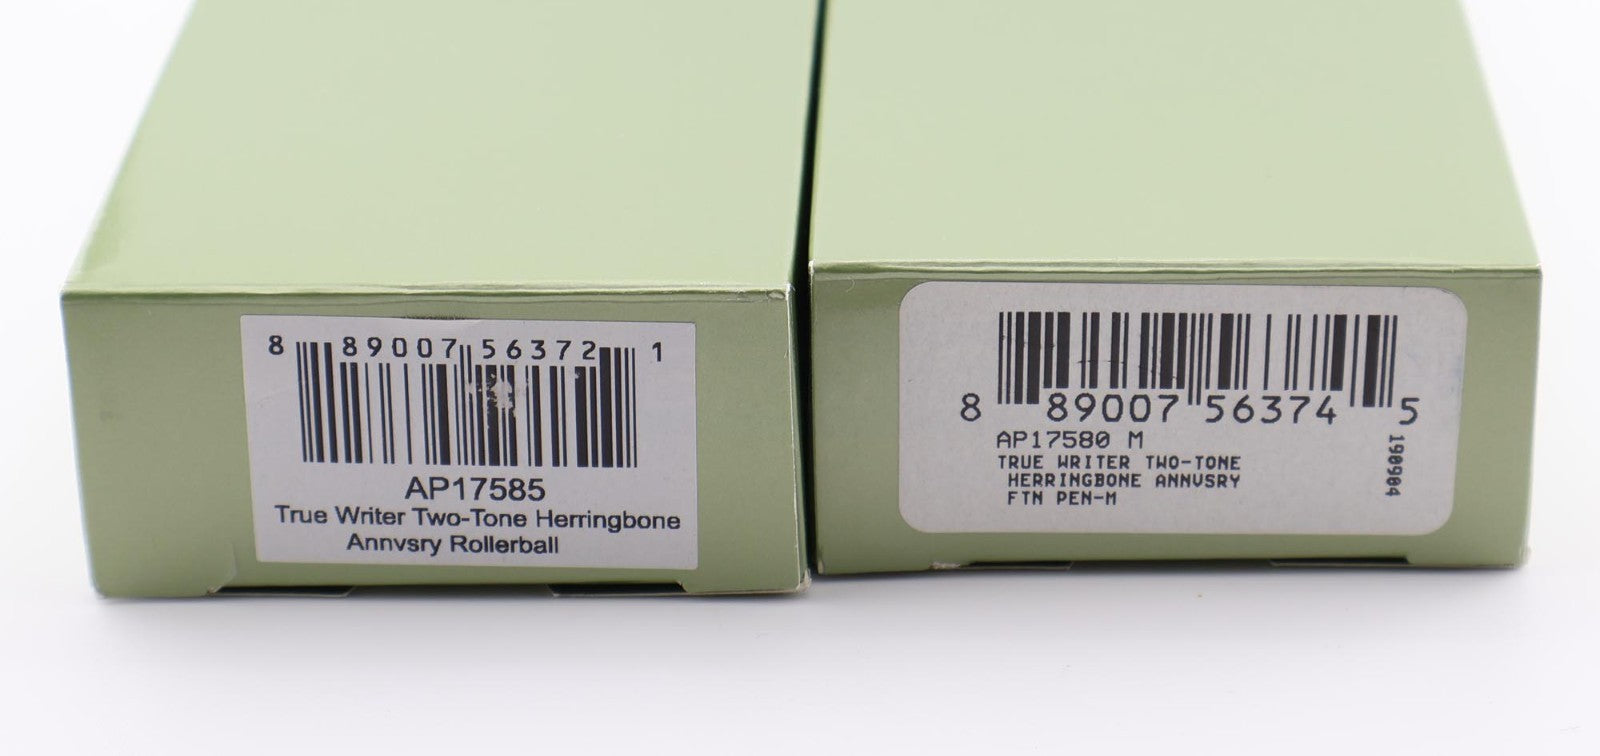 8 89007 56372 1
AP17585
True Writer Two-Tone Herringbone
Annvsry Rollerball
8 89007 56374 5
AP17580 M
TRUE WRITER TWO-TONE
HERRINGBONE ANNVSRY
FTN PEN-M
190904